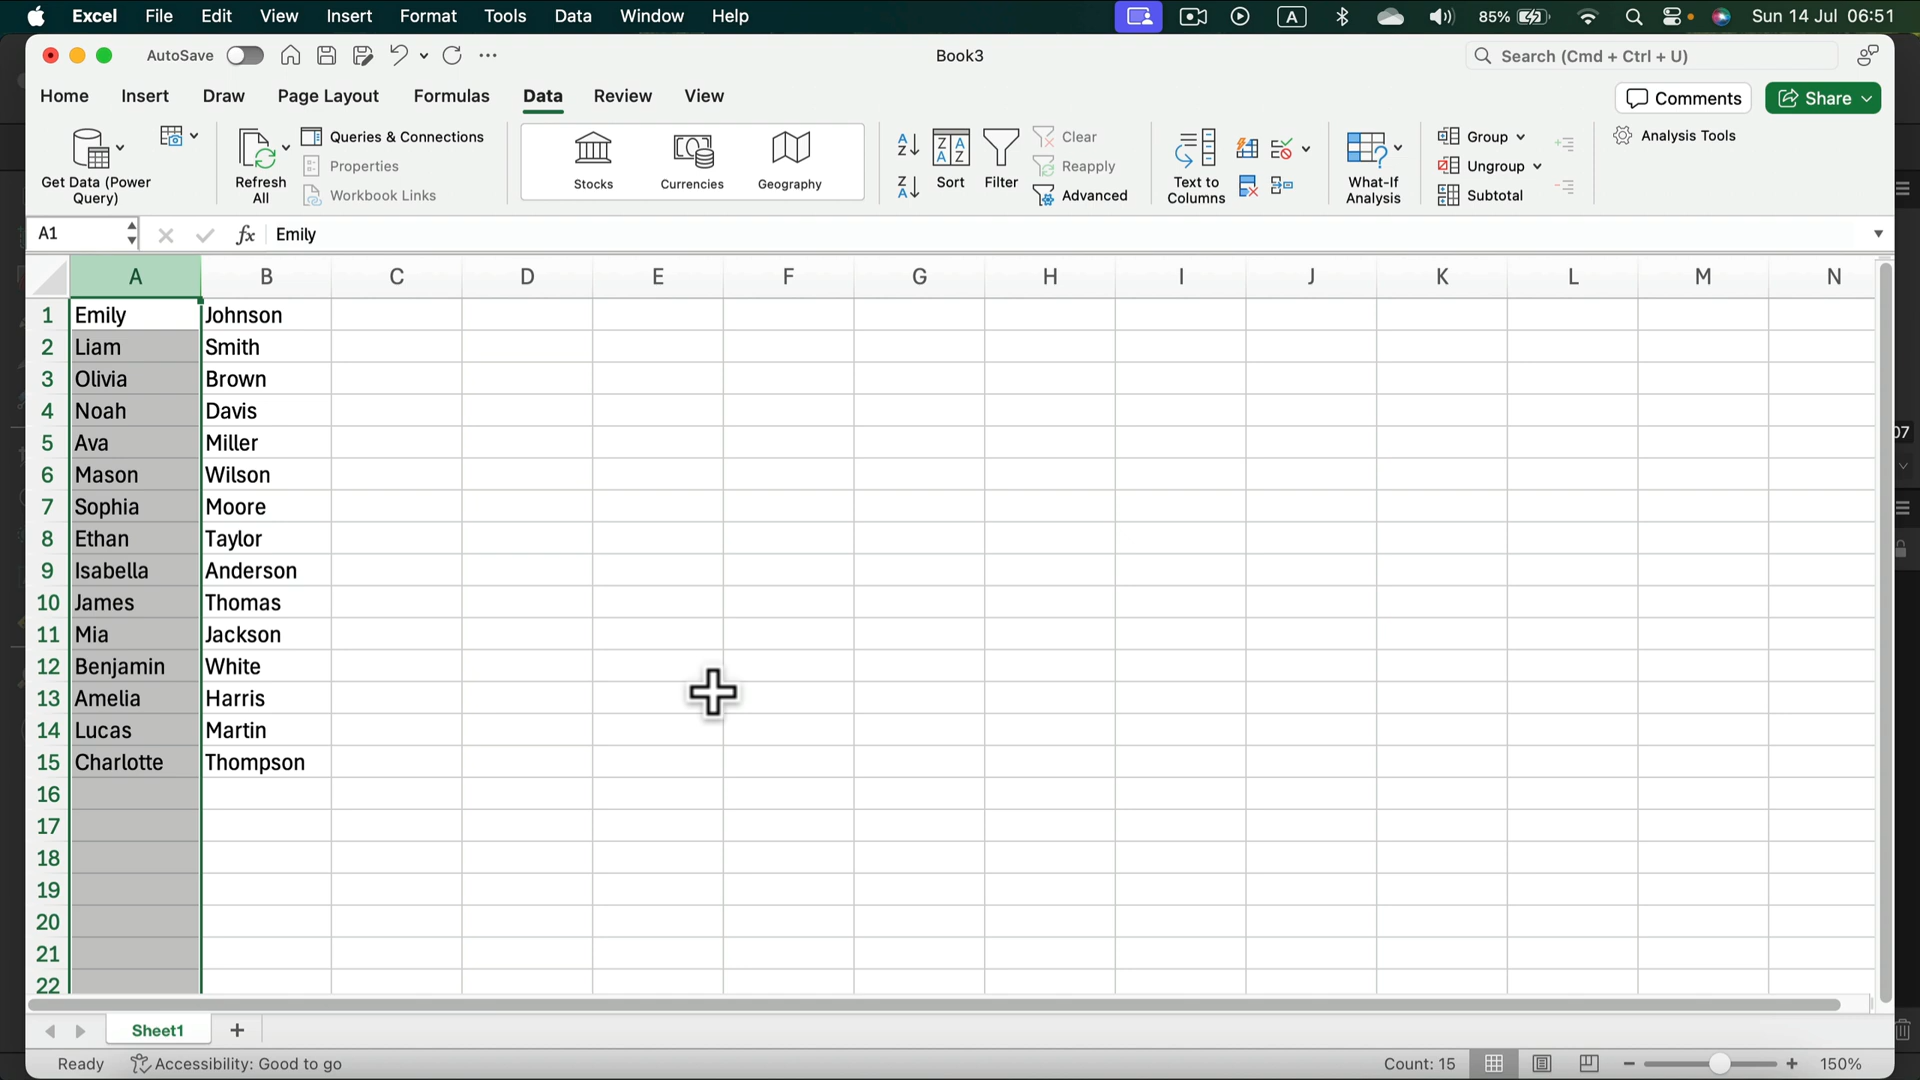 Excel File Edit View Insert Format Tools Data Window Help A 85% Sun 14 Jul 06:51
AutoSave Book3 Search (Cmd + Ctrl + U)
Home Insert Draw Page Layout Formulas Data Review View Comments Share
Get Data (Power Query)
Refresh All
Queries & Connections
Properties
Workbook Links
Stocks Currencies Geography
Sort Filter
Clear
Reapply
Advanced
Text to Columns
What-If Analysis
Group
Ungroup
Subtotal
Analysis Tools
A1 fx Emily
A B C D E F G H I J K L M N
1 Emily Johnson
2 Liam Smith
3 Olivia Brown
4 Noah Davis
5 Ava Miller
6 Mason Wilson
7 Sophia Moore
8 Ethan Taylor
9 Isabella Anderson
10 James Thomas
11 Mia Jackson
12 Benjamin White
13 Amelia Harris
14 Lucas Martin
15 Charlotte Thompson
16
17
18
19
20
21
22
Sheet1 +
Ready Accessibility: Good to go Count: 15 150%